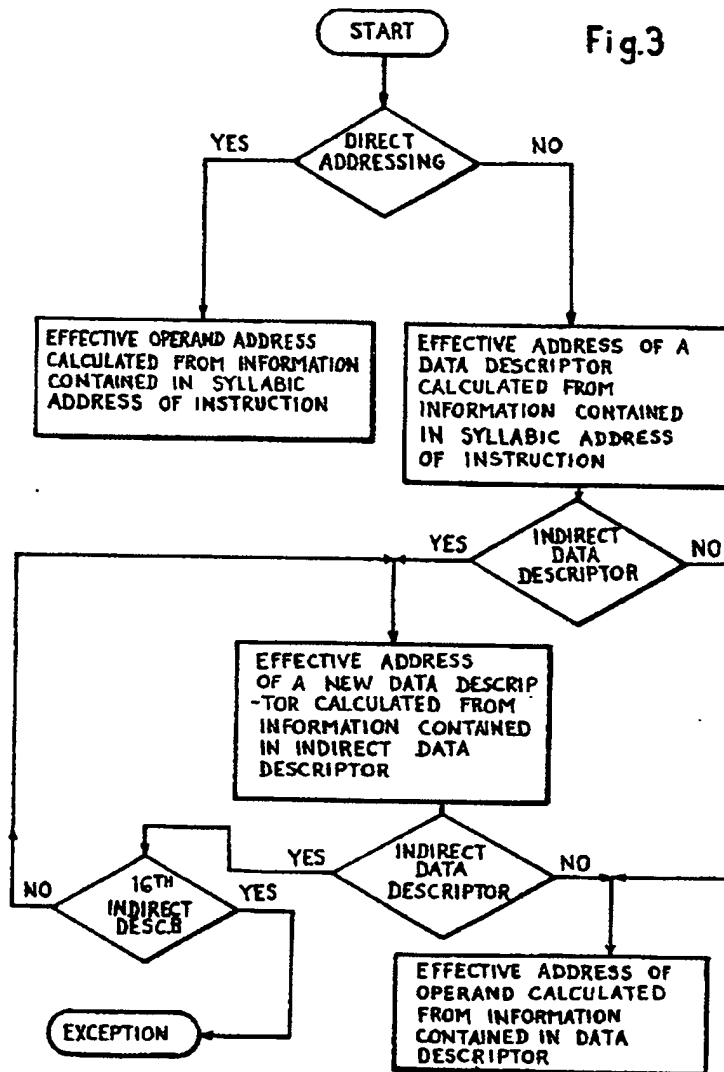 START
Fig.3
DIRECT
ADDRESSING
YES
NO
EFFECTIVE OPERAND ADDRESS
CALCULATED FROM INFORMATION
CONTAINED IN SYLLABIC
ADDRESS OF INSTRUCTION
EFFECTIVE ADDRESS OF A
DATA DESCRIPTOR
CALCULATED FROM
INFORMATION CONTAINED
IN SYLLABIC ADDRESS
OF INSTRUCTION
YES
INDIRECT
DATA
DESCRIPTOR
NO
EFFECTIVE ADDRESS
OF A NEW DATA DESCRIP
-TOR CALCULATED FROM
INFORMATION CONTAINED
IN INDIRECT DATA
DESCRIPTOR
YES
INDIRECT
DATA
DESCRIPTOR
NO
NO
16TH
INDIRECT
DESC.8
YES
EXCEPTION
EFFECTIVE ADDRESS OF
OPERAND CALCULATED
FROM INFORMATION
CONTAINED IN DATA
DESCRIPTOR